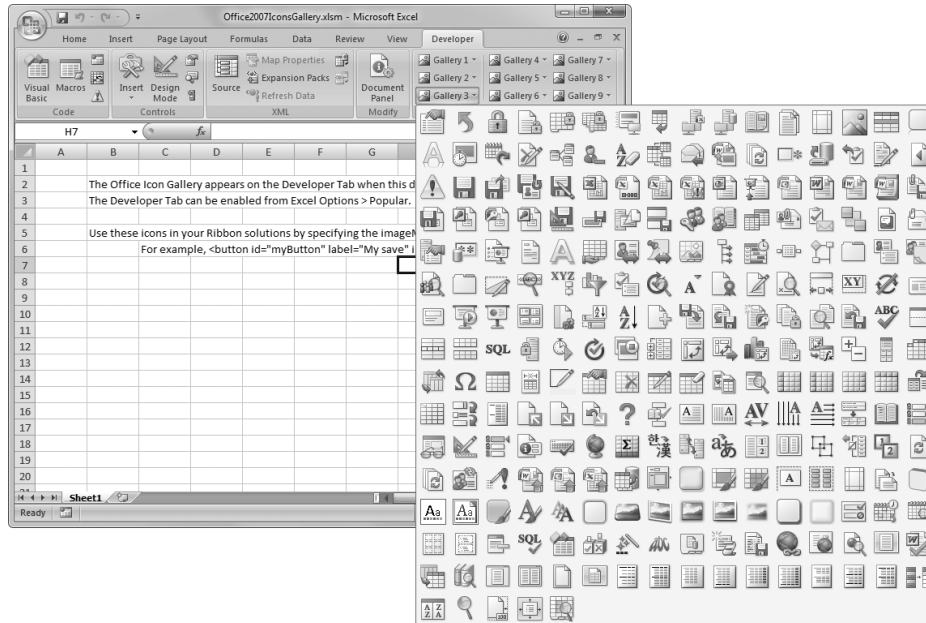 Office2007IconsGallery.xlsm - Microsoft Excel
Home Insert Page Layout Formulas Data Review View Developer
Visual Basic Macros
Insert Design Mode
Source Map Properties Expansion Packs Refresh Data
Document Panel
Gallery 1 Gallery 4 Gallery 7
Gallery 2 Gallery 5 Gallery 8
Gallery 3 Gallery 6 Gallery 9
Code Controls XML Modify
H7 fx
A B C D E F G
1
2 The Office Icon Gallery appears on the Developer Tab when this d
3 The Developer Tab can be enabled from Excel Options > Popular.
4
5 Use these icons in your Ribbon solutions by specifying the imageM
6 For example, <button id="myButton" label="My save" i
7
8
9
10
11
12
13
14
15
16
17
18
19
20
Sheet1
Ready
XYZ
A
XY
ABC
SQL
Ω
?
A A AV A A
Σ 漢 あ
A
Aa Aa
SQL